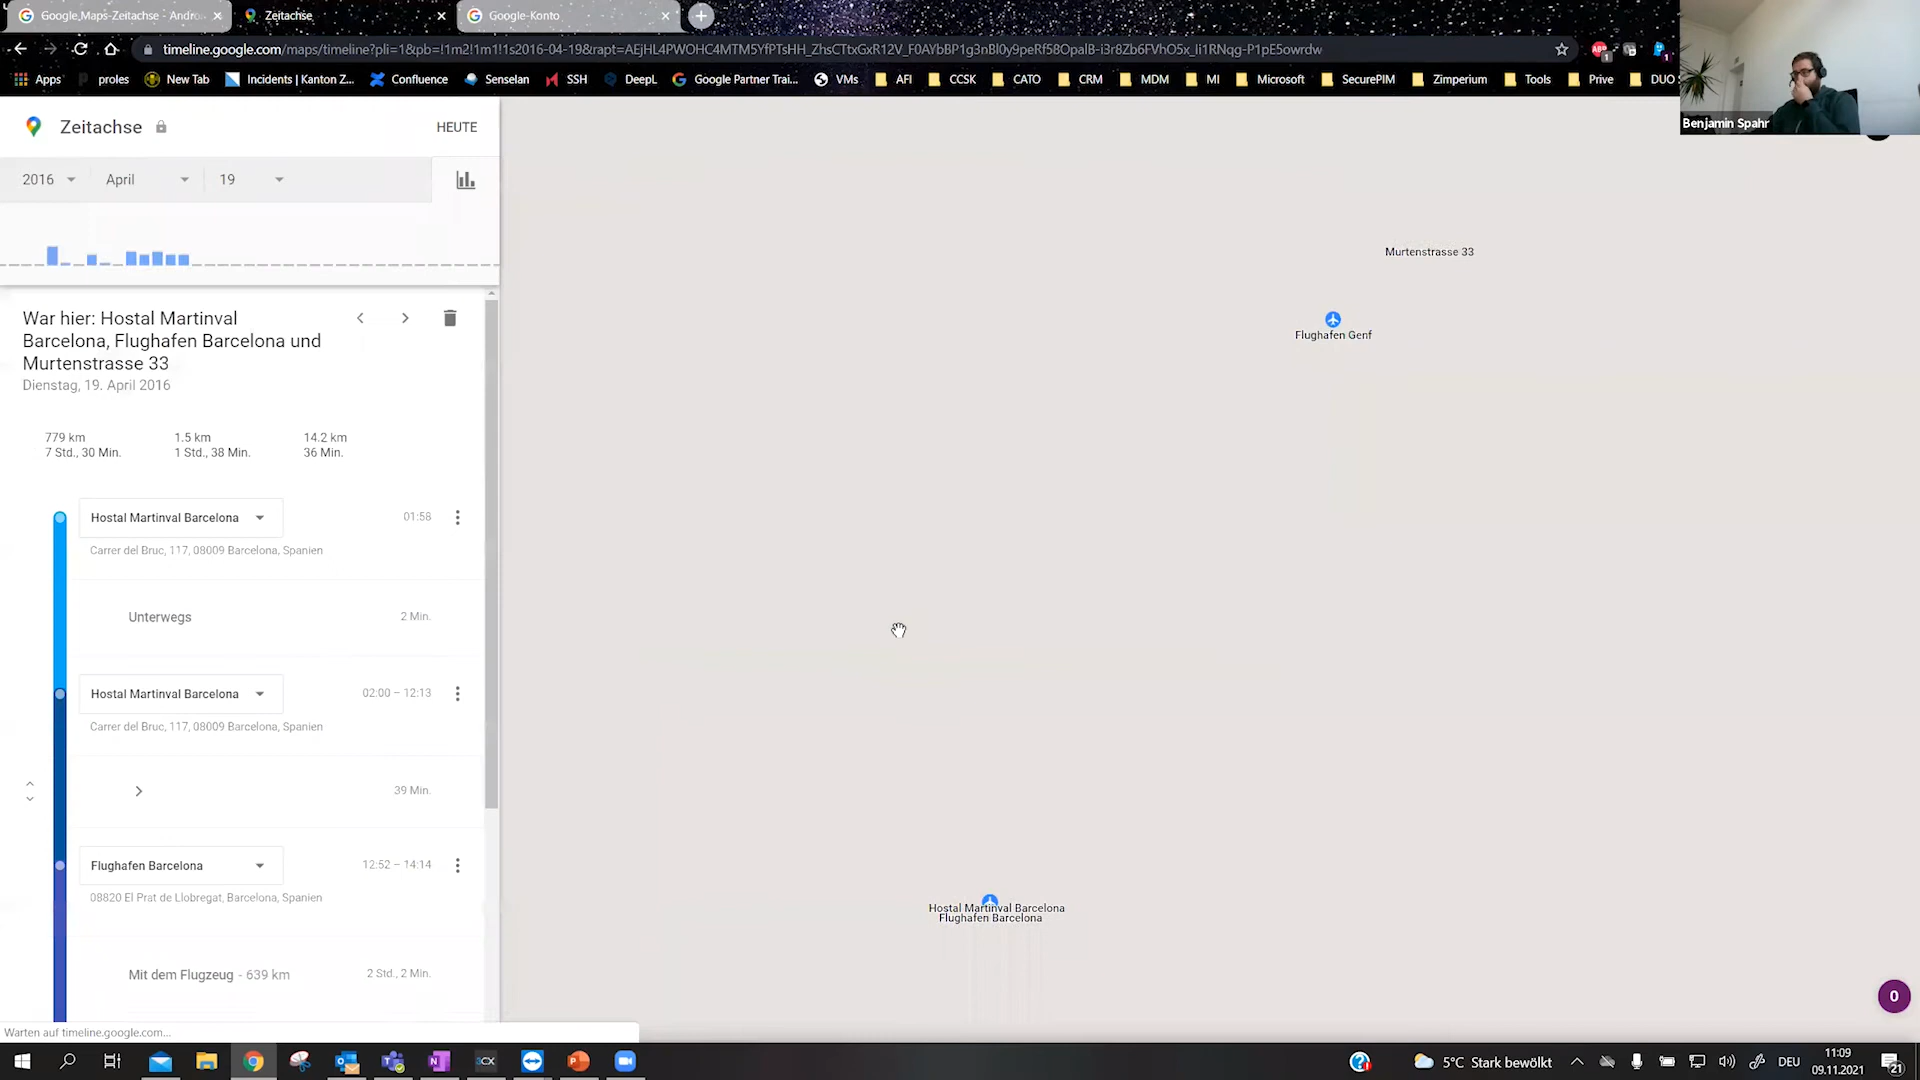 Google_Maps-Zeitachse - Andro
Zeitachse
Google-Konto
timeline.google.com/maps/timeline?pli=1&pb=!1m2!1m1!1s2016-04-19&rapt=AEjHL4PWOHC4MTM5YfPTsHH_ZhsCTtxGxR12V_F0AYbBP1g3nBl0y9peRf58OpalB-i3r8Zb6FVhO5x_Ii1RNqg-P1pE5owrdw
Apps
proles
New Tab
Incidents | Kanton Z...
Confluence
Senselan
SSH
DeepL
Google Partner Trai...
VMs
AFI
CCSK
CATO
CRM
MDM
MI
Microsoft
SecurePIM
Zimperium
Tools
Prive
DUO
Benjamin Spahr
Zeitachse
HEUTE
2016
April
19
War hier: Hostal Martinval
Barcelona, Flughafen Barcelona und
Murtenstrasse 33
Dienstag, 19. April 2016
779 km
7 Std., 30 Min.
1.5 km
1 Std., 38 Min.
14.2 km
36 Min.
Hostal Martinval Barcelona
01:58
Carrer del Bruc, 117, 08009 Barcelona, Spanien
Unterwegs
2 Min.
Hostal Martinval Barcelona
02:00 – 12:13
Carrer del Bruc, 117, 08009 Barcelona, Spanien
39 Min.
Flughafen Barcelona
12:52 – 14:14
08820 El Prat de Llobregat, Barcelona, Spanien
Mit dem Flugzeug - 639 km
2 Std., 2 Min.
Murtenstrasse 33
Flughafen Genf
Hostal Martinval Barcelona
Flughafen Barcelona
0
Warten auf timeline.google.com...
3CX
5°C Stark bewölkt
DEU
11:09
09.11.2021
21